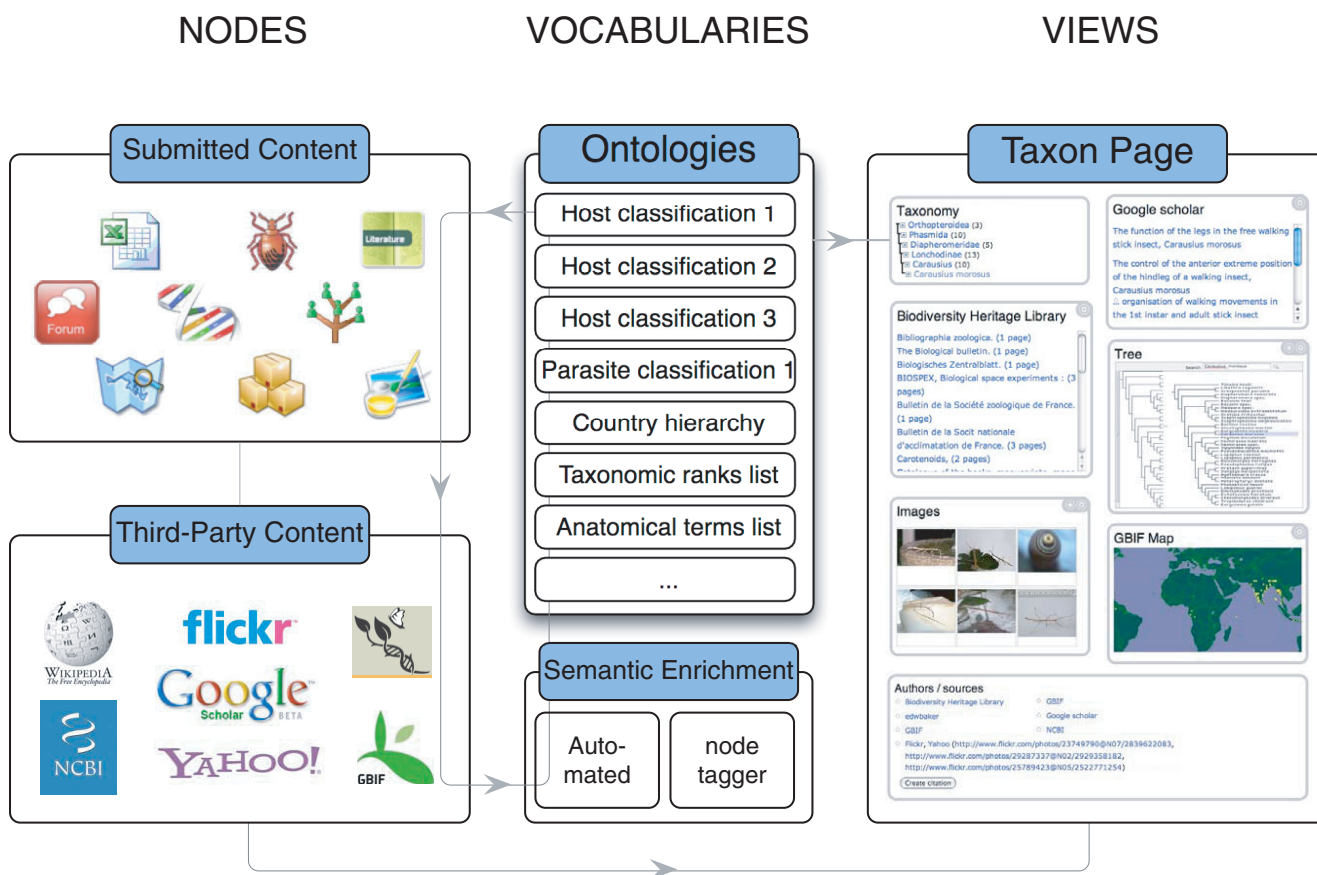 NODES
VOCABULARIES
VIEWS
Submitted Content
Literature
Forum
Third-Party Content
WIKIPEDIA
The Free Encyclopedia
flickr
Google
Scholar BETA
NCBI
YAHOO!
GBIF
Ontologies
Host classification 1
Host classification 2
Host classification 3
Parasite classification 1
Country hierarchy
Taxonomic ranks list
Anatomical terms list
...
Semantic Enrichment
Auto-
mated
node
tagger
Taxon Page
Taxonomy
Orthopteroidea (3)
Phasmida (10)
Diapheromeridae (5)
Lonchodinae (13)
Carausius (10)
Carausius morosus
Google scholar
The function of the legs in the free walking
stick insect, Carausius morosus
The control of the anterior extreme position
of the hindleg of a walking insect,
Carausius morosus
organisation of walking movements in
the 1st instar and adult stick insect
Biodiversity Heritage Library
Bibliographia zoologica. (1 page)
The Biological bulletin. (1 page)
Biologisches Zentralblatt. (1 page)
BIOSPEX, Biological space experiments : (3
pages)
Bulletin de la Société zoologique de France.
(1 page)
Bulletin de la Socit nationale
d'acclimatation de France. (3 pages)
Carotenoids, (2 pages)
Tree
Search
Images
GBIF Map
Authors / sources
Biodiversity Heritage Library
GBIF
edwbaker
Google scholar
GBIF
NCBI
Flickr, Yahoo (http://www.flickr.com/photos/23749790@N07/2839622083,
http://www.flickr.com/photos/29287337@N02/2929358182,
http://www.flickr.com/photos/25789423@N05/2522771254)
Create citation